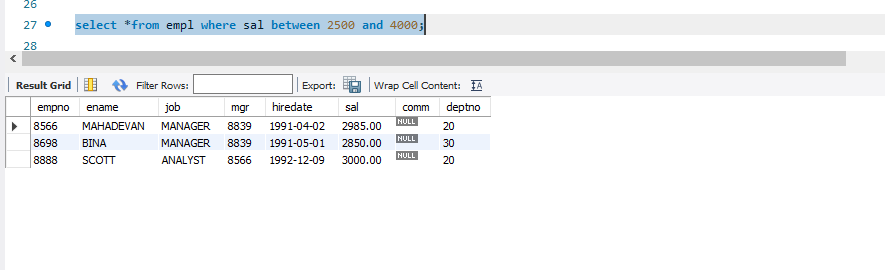 26
27 select *from empl where sal between 2500 and 4000;
28
Result Grid Filter Rows: Export: Wrap Cell Content: IA
empno ename job mgr hiredate sal comm deptno
8566 MAHADEVAN MANAGER 8839 1991-04-02 2985.00 NULL 20
8698 BINA MANAGER 8839 1991-05-01 2850.00 NULL 30
8888 SCOTT ANALYST 8566 1992-12-09 3000.00 NULL 20